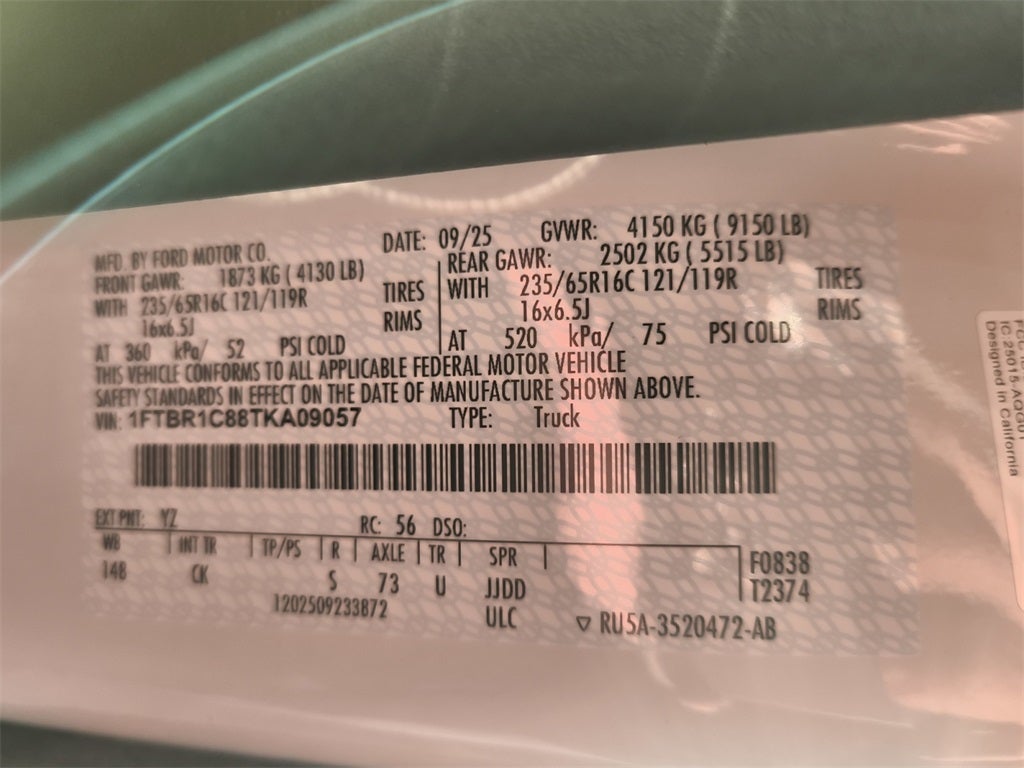 MFD. BY FORD MOTOR CO. DATE: 09/25 GVWR: 4150 KG ( 9150 LB)
FRONT GAWR: 1873 KG ( 4130 LB) REAR GAWR: 2502 KG ( 5515 LB)
WITH 235/65R16C 121/119R TIRES WITH 235/65R16C 121/119R TIRES
16x6.5J RIMS 16x6.5J RIMS
AT 360 kPa/ 52 PSI COLD AT 520 kPa/ 75 PSI COLD
THIS VEHICLE CONFORMS TO ALL APPLICABLE FEDERAL MOTOR VEHICLE
SAFETY STANDARDS IN EFFECT ON THE DATE OF MANUFACTURE SHOWN ABOVE.
VIN: 1FTBR1C88TKA09057 TYPE: Truck
EXT PNT: YZ RC: 56 DSO:
WB INT TR TP/PS R AXLE TR SPR F0838
148 CK S 73 U JJDD T2374
1202509233872 ULC ▽ RU5A-3520472-AB
Designed in California